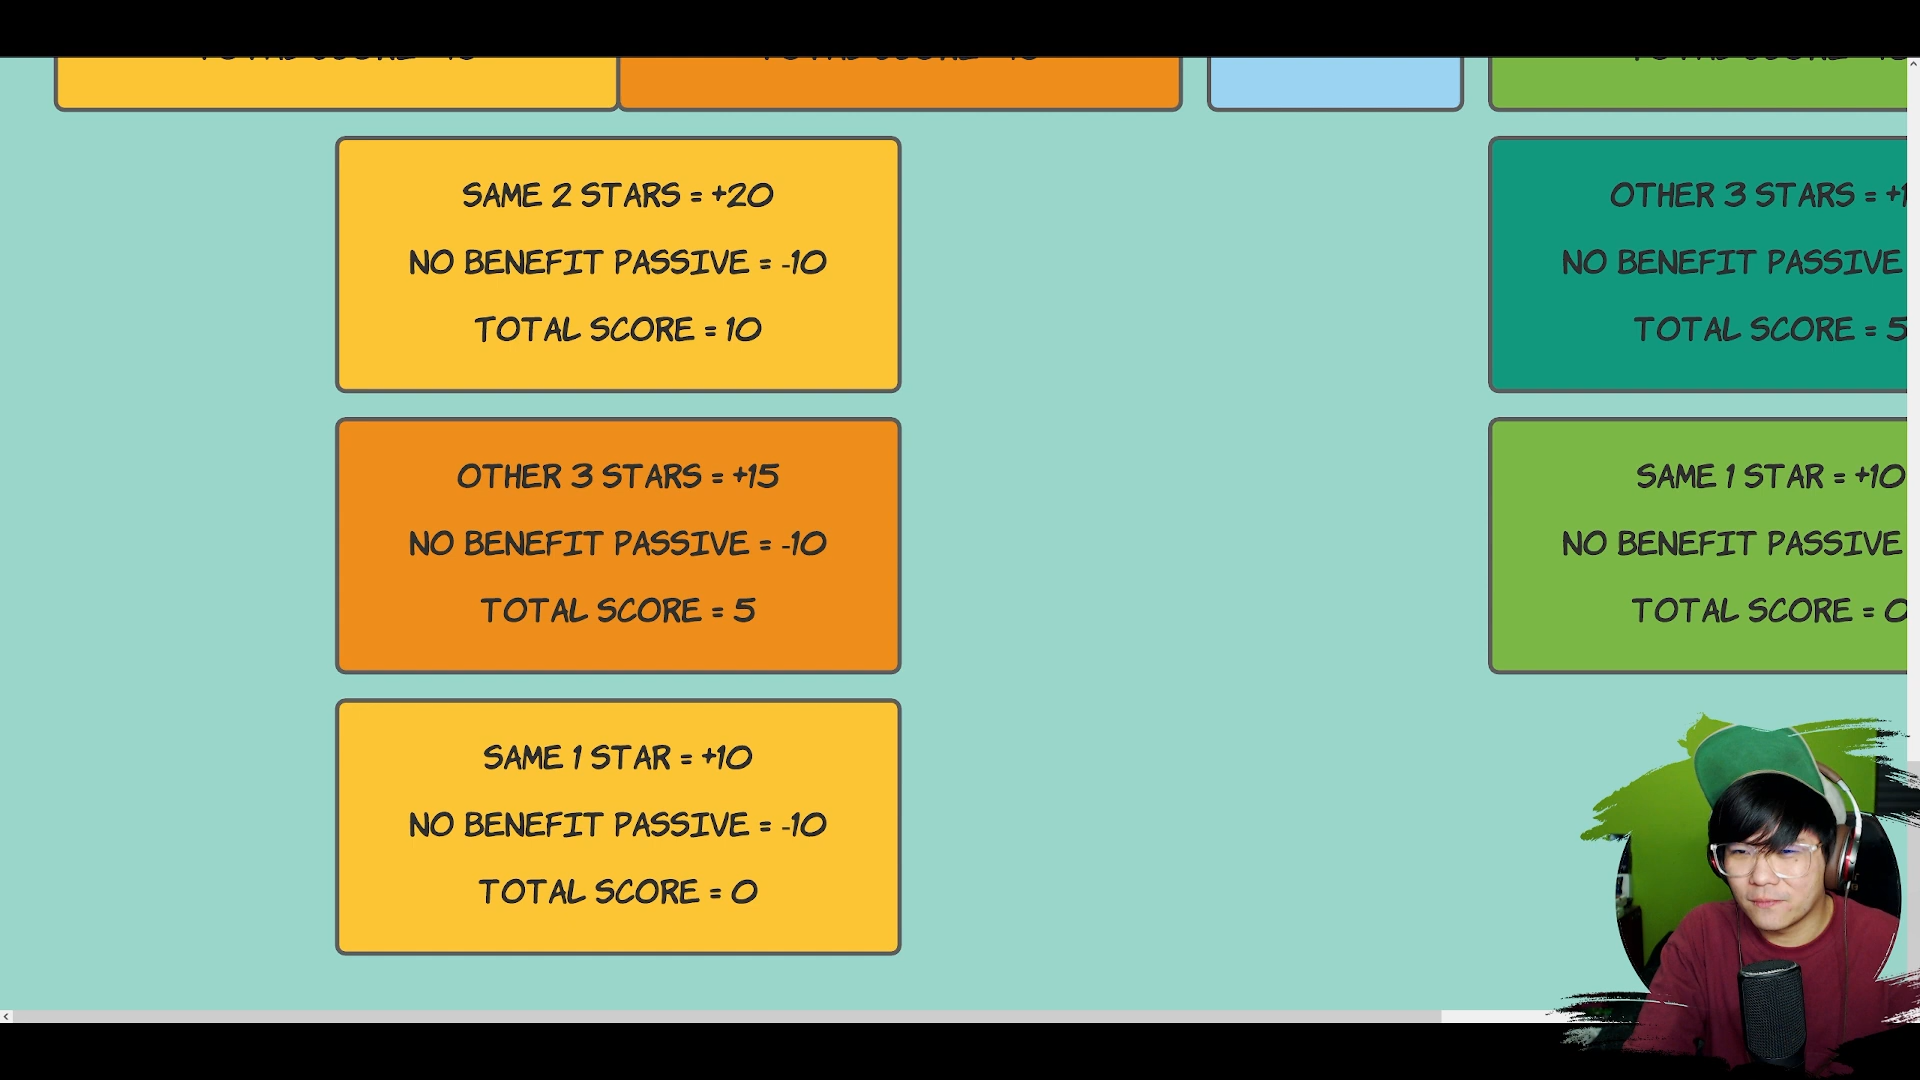 SAME 2 STARS = +20
NO BENEFIT PASSIVE = -10
TOTAL SCORE = 10
OTHER 3 STARS = +15
NO BENEFIT PASSIVE = -10
TOTAL SCORE = 5
SAME 1 STAR = +10
NO BENEFIT PASSIVE = -10
TOTAL SCORE = 0
OTHER 3 STARS =
NO BENEFIT PASSIVE
TOTAL SCORE = 5
SAME 1 STAR = +10
NO BENEFIT PASSIVE
TOTAL SCORE = 0